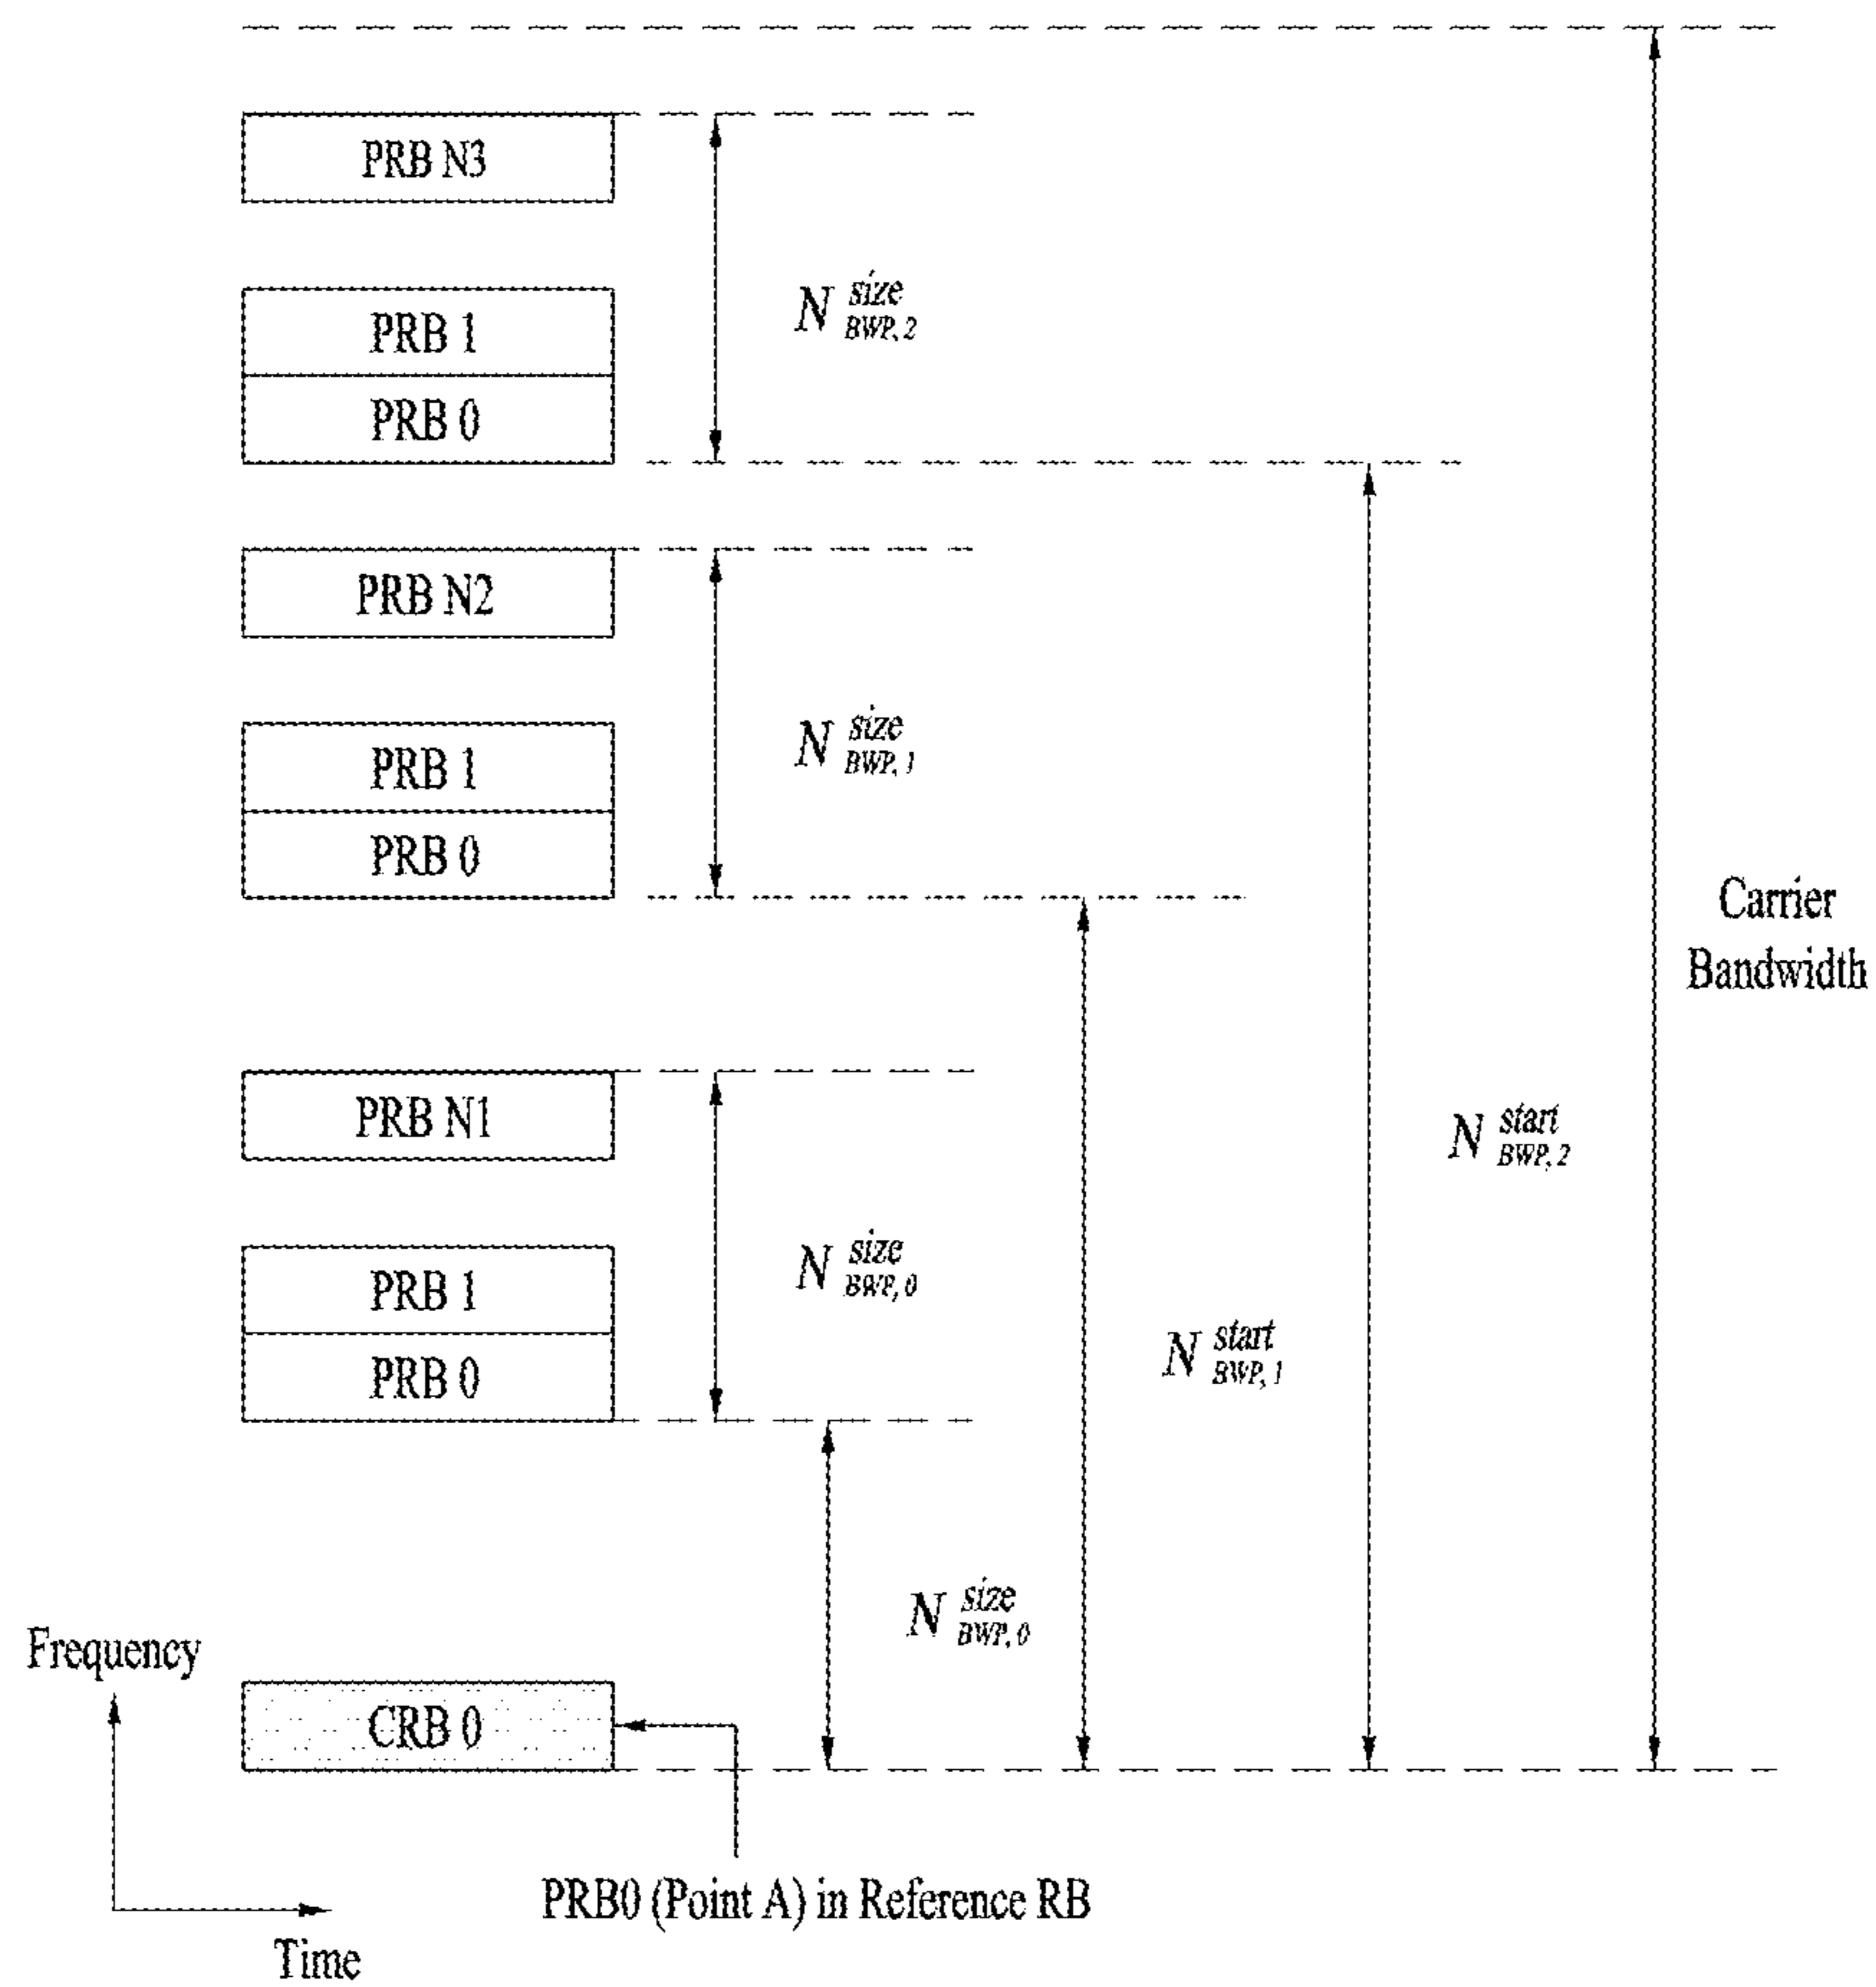 PRB N3
PRB 1
PRB 0
N size BWP, 2
PRB N2
PRB 1
PRB 0
N size BWP, 1
Carrier
Bandwidth
PRB N1
PRB 1
PRB 0
N size BWP, 0
N start BWP, 2
N start BWP, 1
N size BWP, 0
Frequency
CRB 0
PRB0 (Point A) in Reference RB
Time